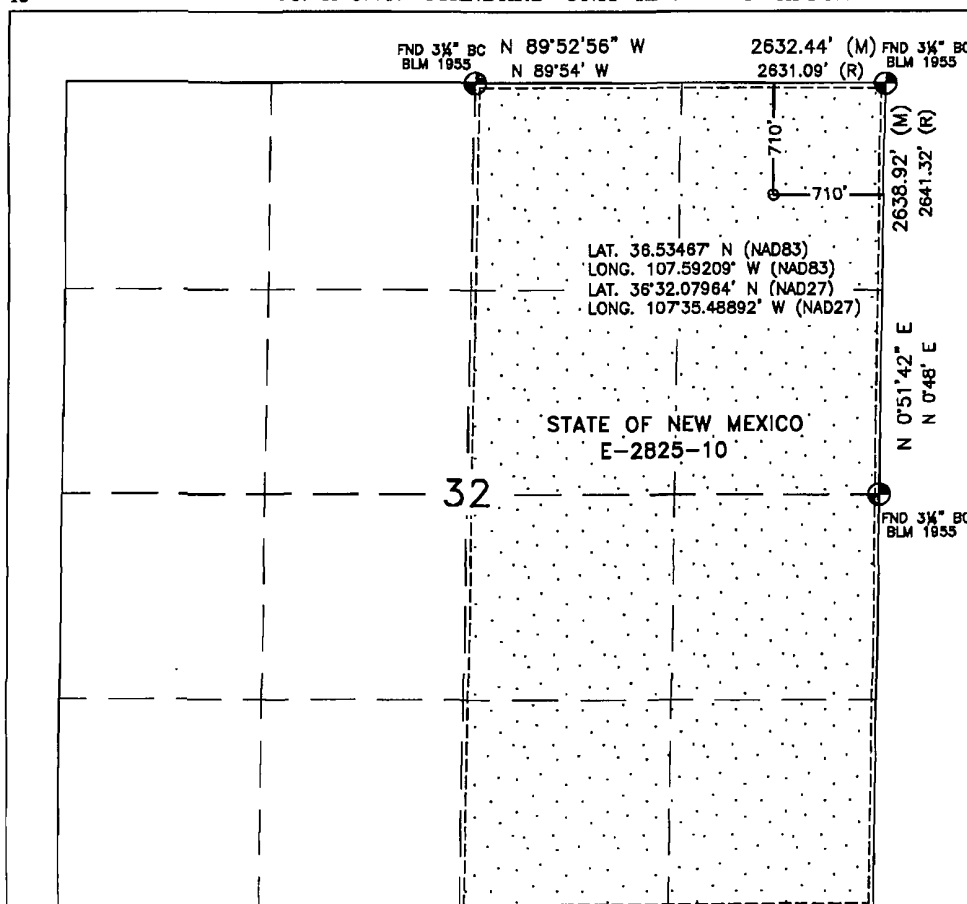 FND 3¼" BC
BLM 1955
N 89°52'56" W
2632.44' (M)
FND 3¼" BC
BLM 1955
N 89°54' W
2631.09' (R)
710'
710'
2638.92' (M)
2641.32' (R)
LAT. 36.53467° N (NAD83)
LONG. 107.59209° W (NAD83)
LAT. 36°32.07964' N (NAD27)
LONG. 107°35.48892' W (NAD27)
N 0°51'42" E
N 0°48' E
STATE OF NEW MEXICO
E-2825-10
32
FND 3¼" BC
BLM 1955